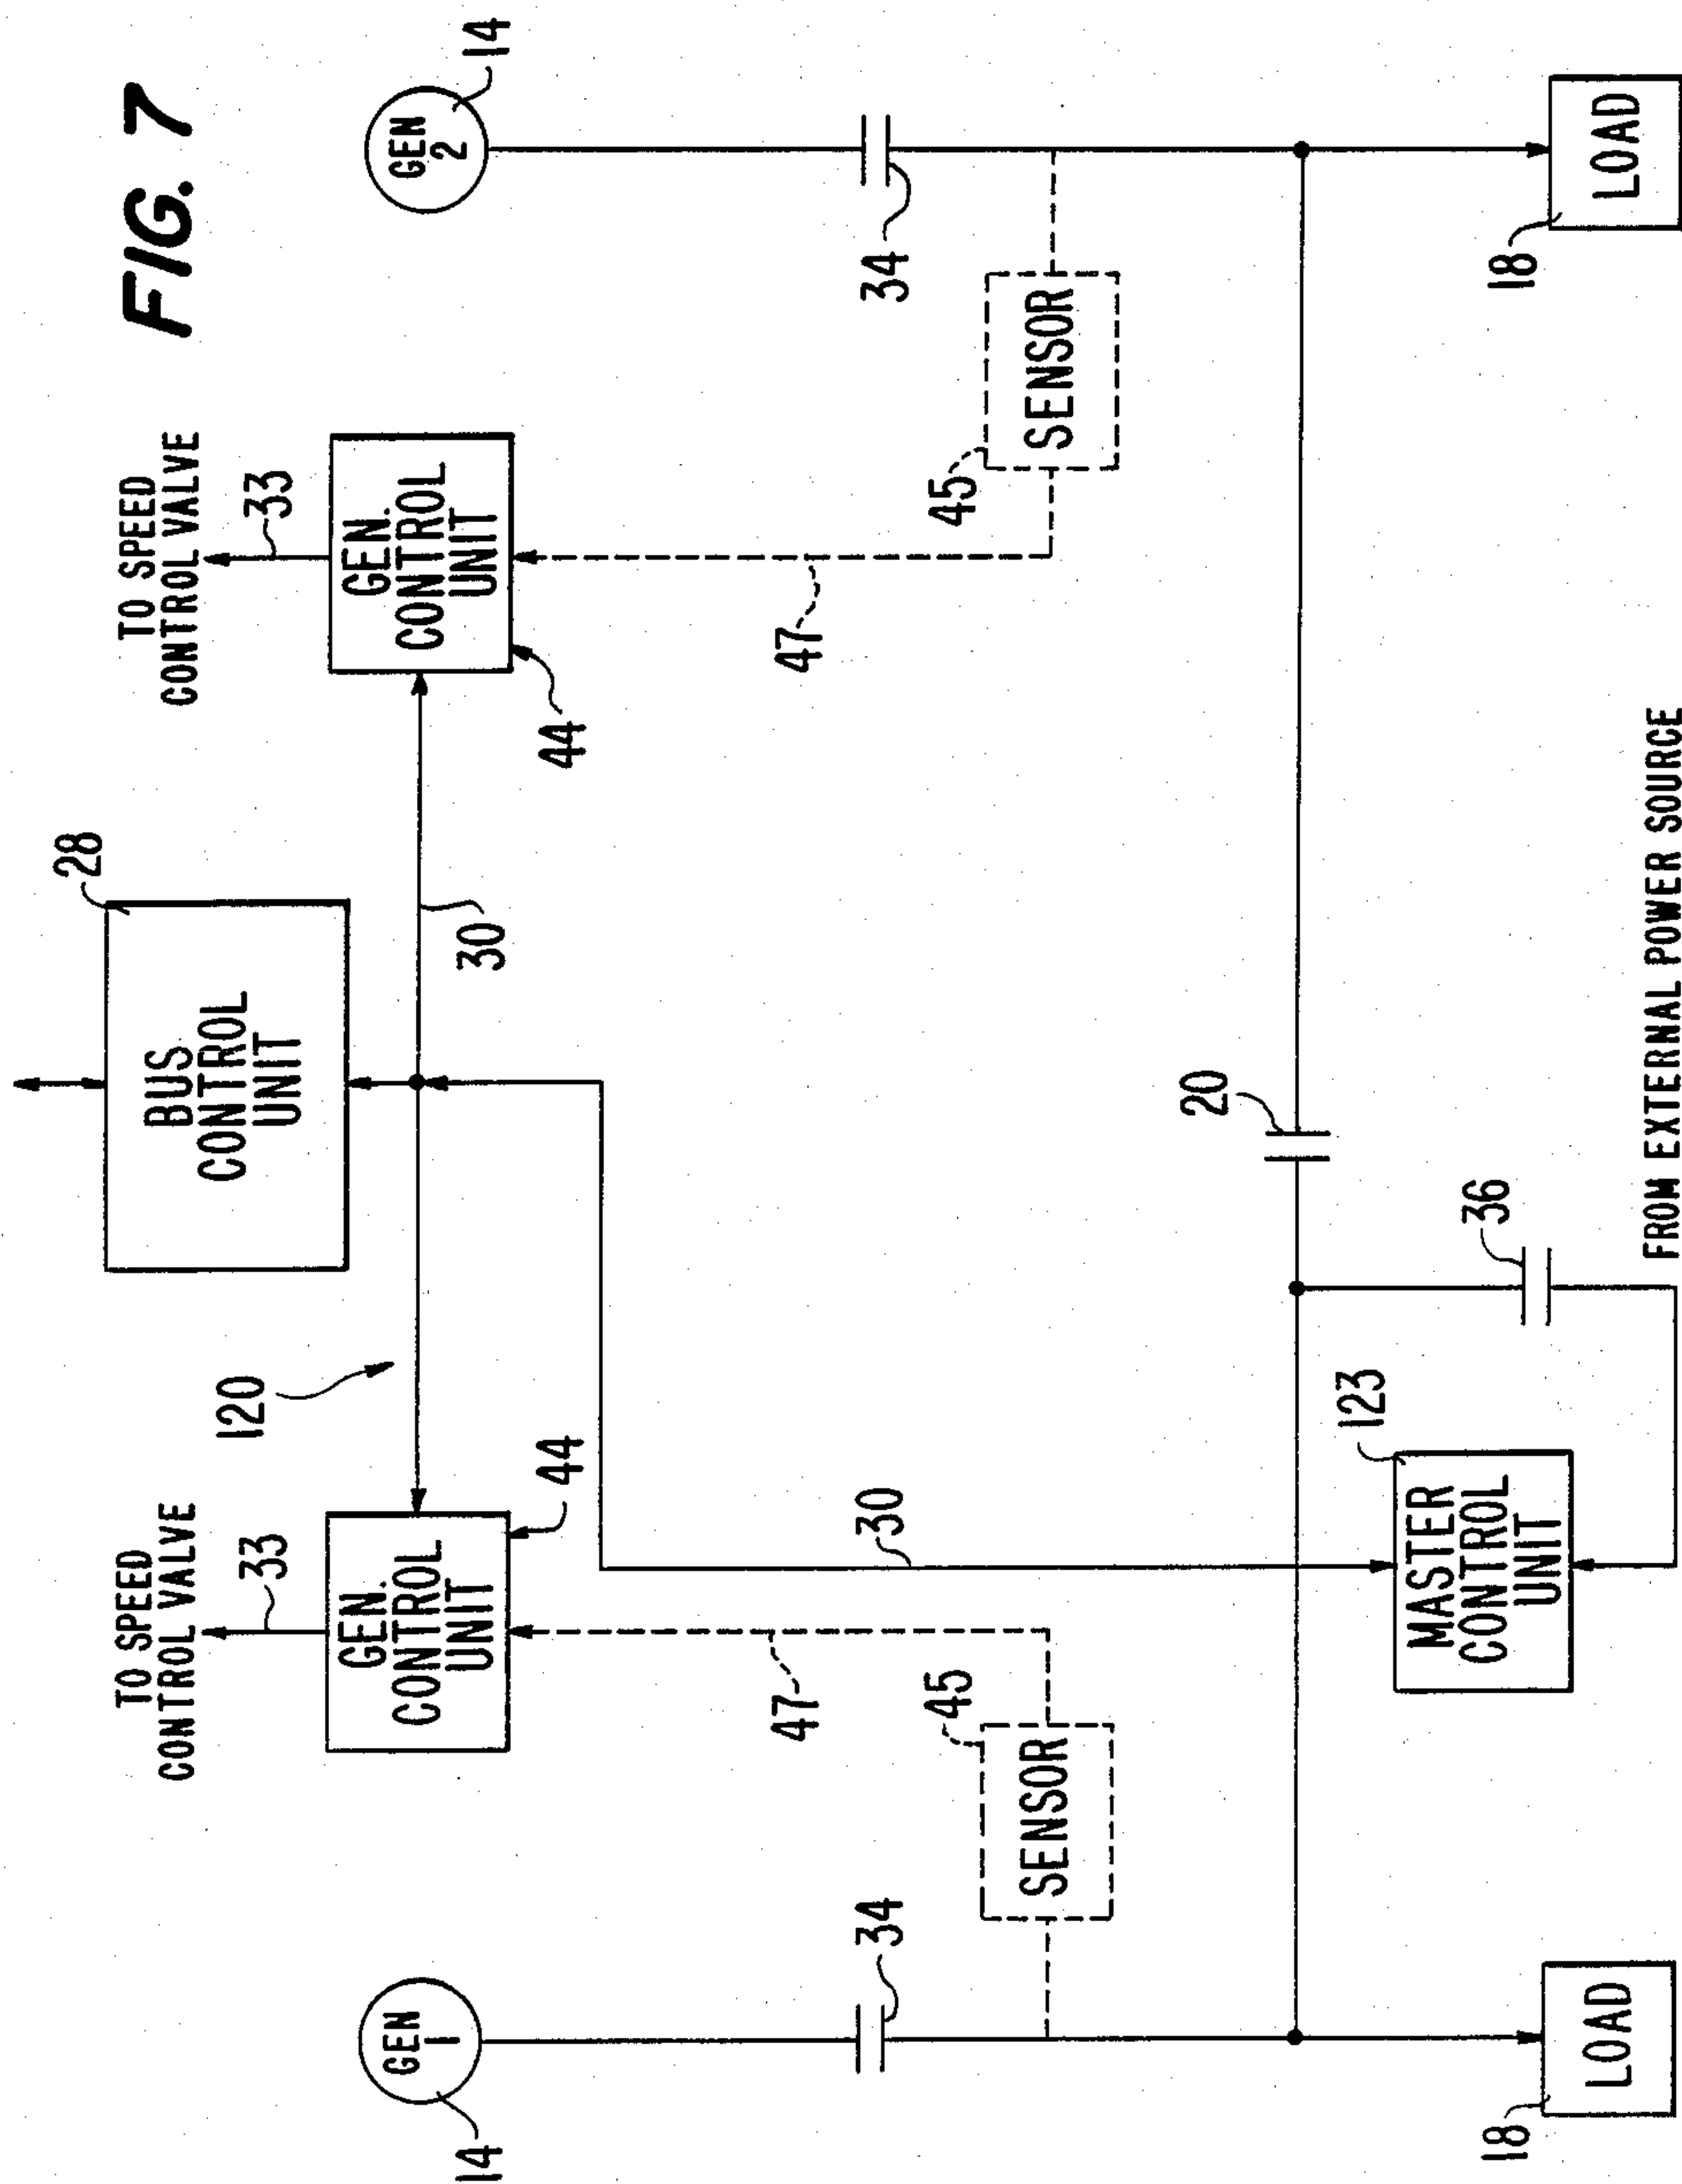 FIG. 7
28
BUS
CONTROL
UNIT
TO SPEED
CONTROL VALVE
33
GEN.
CONTROL
UNIT
44
120
30
TO SPEED
CONTROL VALVE
33
GEN.
CONTROL
UNIT
44
14
GEN
1
GEN
2
14
34
34
47
47
45
SENSOR
45
SENSOR
30
20
123
MASTER
CONTROL
UNIT
36
18
LOAD
18
LOAD
FROM EXTERNAL POWER SOURCE